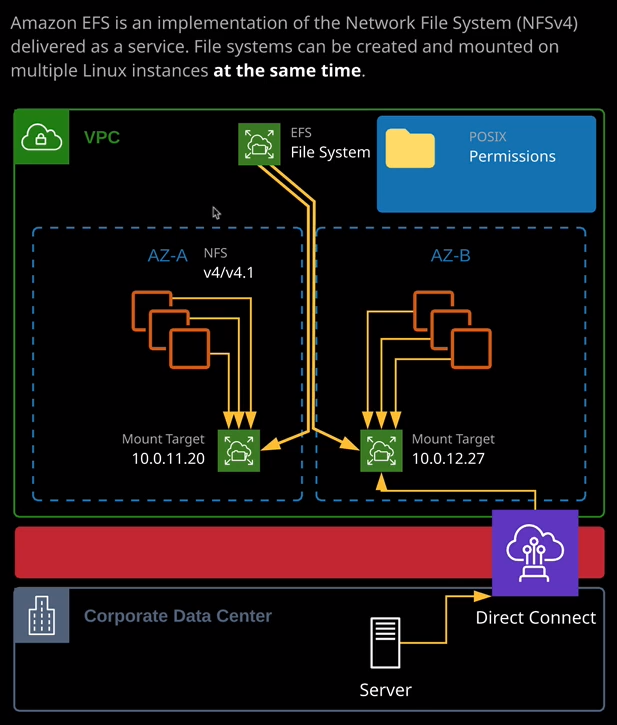 Amazon EFS is an implementation of the Network File System (NFSv4)
delivered as a service. File systems can be created and mounted on
multiple Linux instances at the same time.
VPC
EFS
File System
POSIX
Permissions
AZ-A
NFS
v4/v4.1
AZ-B
Mount Target
10.0.11.20
Mount Target
10.0.12.27
Corporate Data Center
Direct Connect
Server